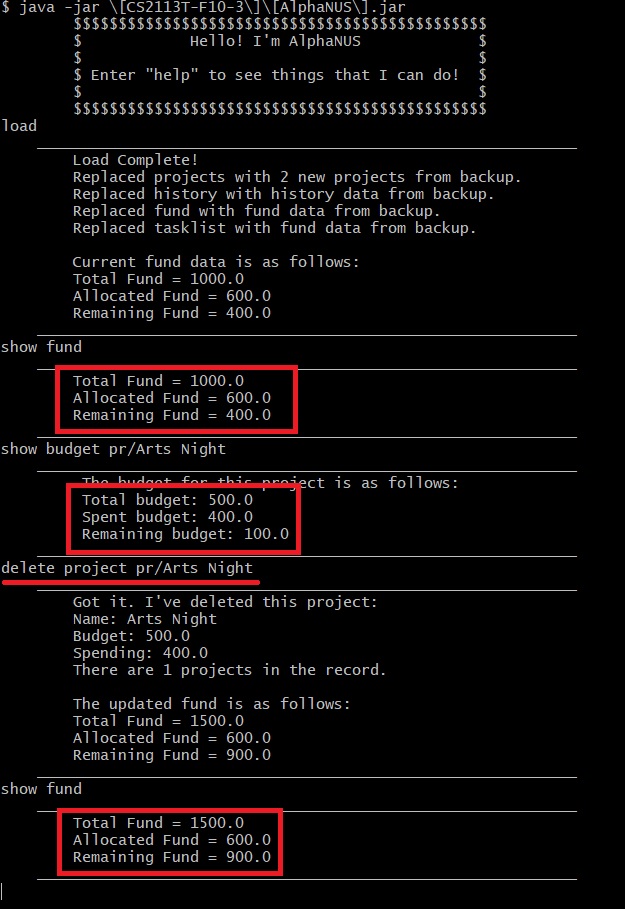 $ java -jar \[CS2113T-F10-3\]\[AlphaNUS\].jar
$$$$$$$$$$$$$$$$$$$$$$$$$$$$$$$$$$$$$$$$$$$$$$
$ Hello! I'm AlphaNUS $
$ $
$ Enter "help" to see things that I can do! $
$ $
$$$$$$$$$$$$$$$$$$$$$$$$$$$$$$$$$$$$$$$$$$$$$$
load
Load Complete!
Replaced projects with 2 new projects from backup.
Replaced history with history data from backup.
Replaced fund with fund data from backup.
Replaced tasklist with fund data from backup.
Current fund data is as follows:
Total Fund = 1000.0
Allocated Fund = 600.0
Remaining Fund = 400.0
show fund
Total Fund = 1000.0
Allocated Fund = 600.0
Remaining Fund = 400.0
show budget pr/Arts Night
The budget for this project is as follows:
Total budget: 500.0
Spent budget: 400.0
Remaining budget: 100.0
delete project pr/Arts Night
Got it. I've deleted this project:
Name: Arts Night
Budget: 500.0
Spending: 400.0
There are 1 projects in the record.
The updated fund is as follows:
Total Fund = 1500.0
Allocated Fund = 600.0
Remaining Fund = 900.0
show fund
Total Fund = 1500.0
Allocated Fund = 600.0
Remaining Fund = 900.0